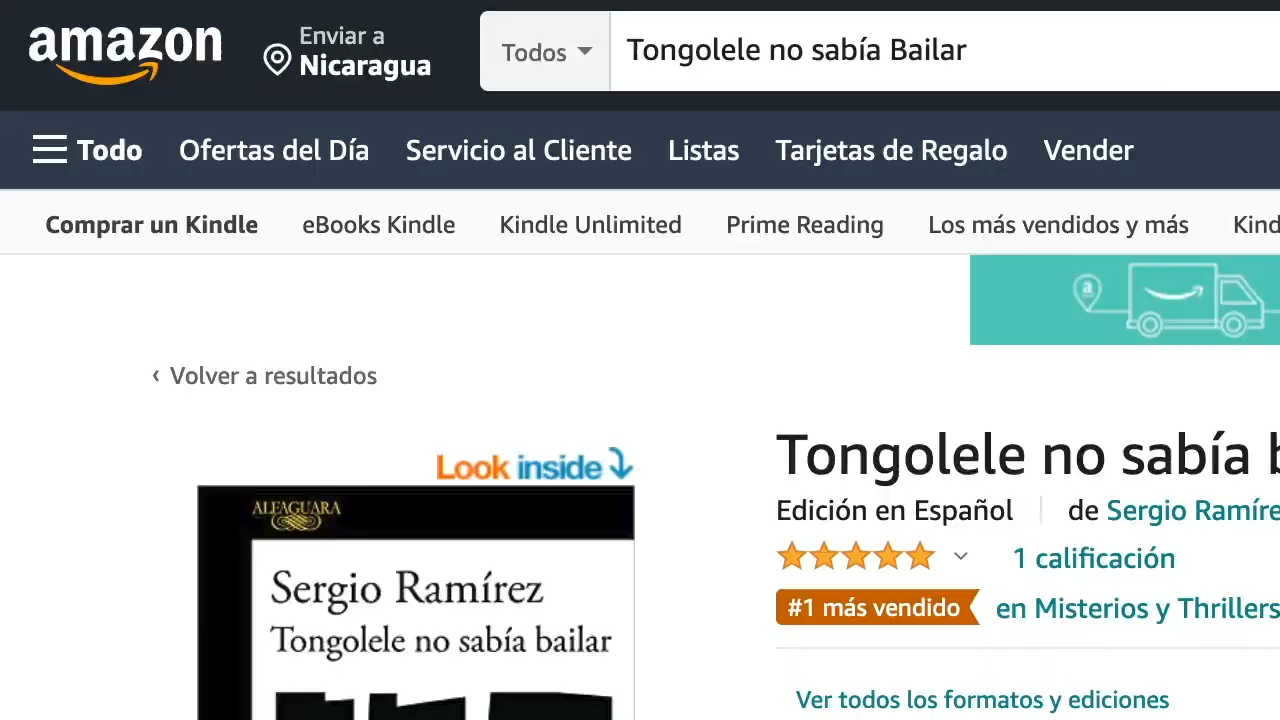 amazon
Enviar a
Nicaragua
Todos
Tongolele no sabía Bailar
Todo Ofertas del Día Servicio al Cliente Listas Tarjetas de Regalo Vender
Comprar un Kindle eBooks Kindle Kindle Unlimited Prime Reading Los más vendidos y más Kind
a
‹ Volver a resultados
Look inside
ALFAGUARA
Sergio Ramírez
Tongolele no sabía bailar
Tongolele no sabía b
Edición en Español de Sergio Ramíre
1 calificación
#1 más vendido en Misterios y Thrillers
Ver todos los formatos y ediciones